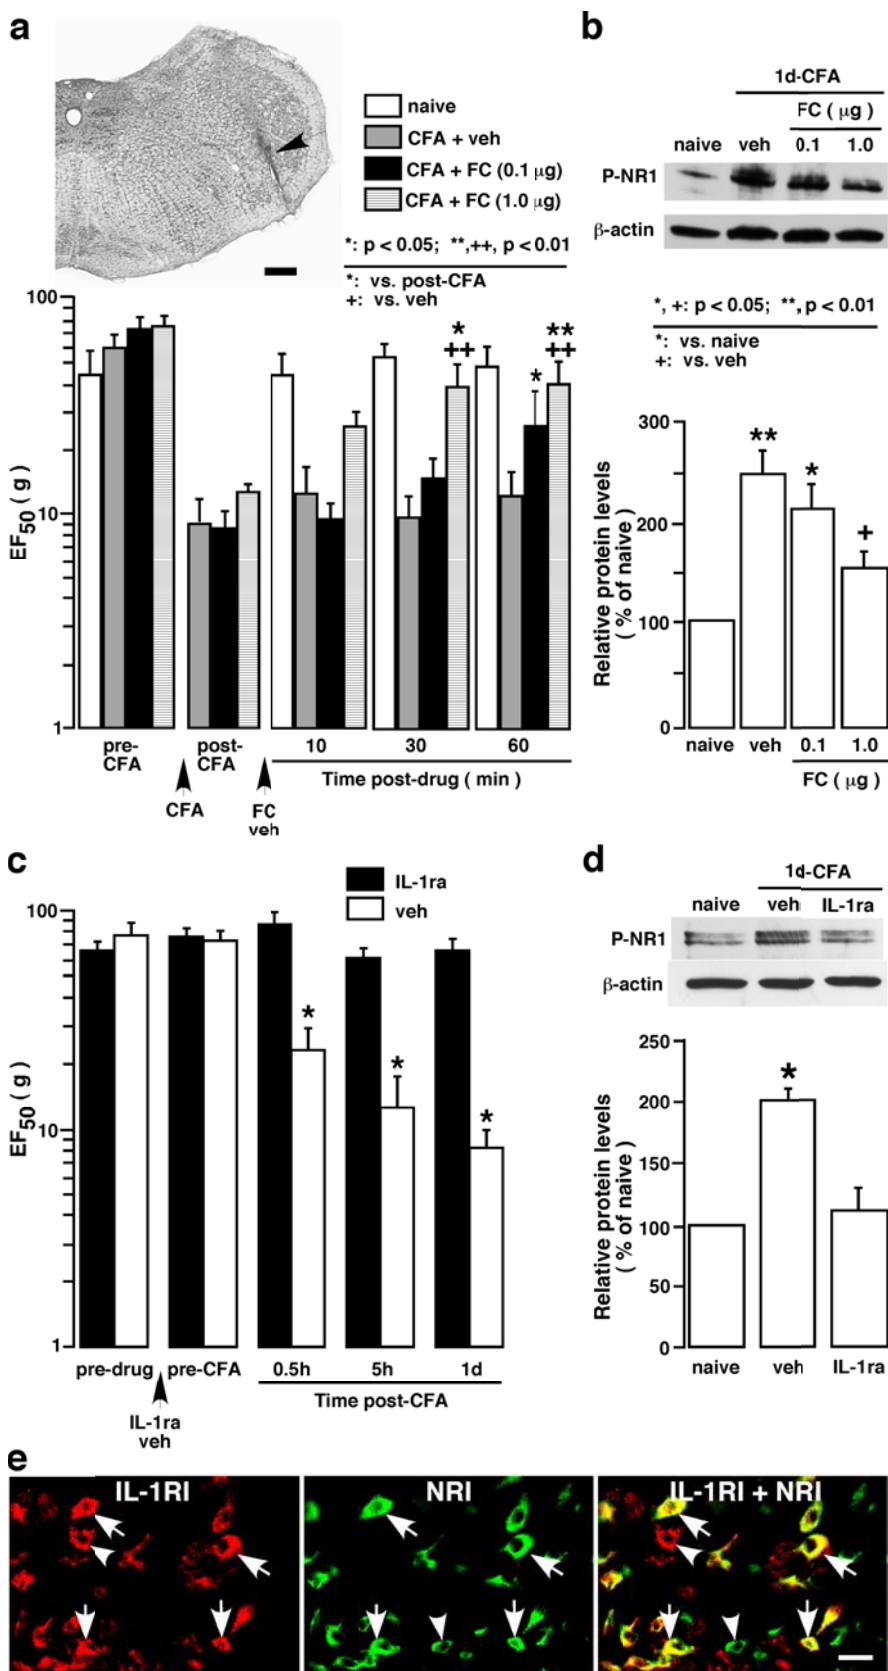 a
naive
CFA + veh
CFA + FC (0.1 μg)
CFA + FC (1.0 μg)
*: p < 0.05; **,++, p < 0.01
*: vs. post-CFA
+: vs. veh
100
10
1
EF50 ( g )
*
++
*
**
++
pre-CFA
post-CFA
10
30
60
Time post-drug ( min )
CFA
FC
veh
b
1d-CFA
FC ( μg )
naive veh 0.1 1.0
P-NR1
β-actin
*, +: p < 0.05; **, p < 0.01
*: vs. naive
+: vs. veh
300
200
100
0
Relative protein levels
( % of naive )
**
*
+
naive veh 0.1 1.0
FC ( μg )
c
IL-1ra
veh
100
10
1
EF50 ( g )
*
*
*
pre-drug pre-CFA 0.5h 5h 1d
Time post-CFA
IL-1ra
veh
d
1d-CFA
naive veh IL-1ra
P-NR1
β-actin
250
200
150
100
50
0
Relative protein levels
( % of naive )
*
naive veh IL-1ra
e
IL-1RI NRI IL-1RI + NRI